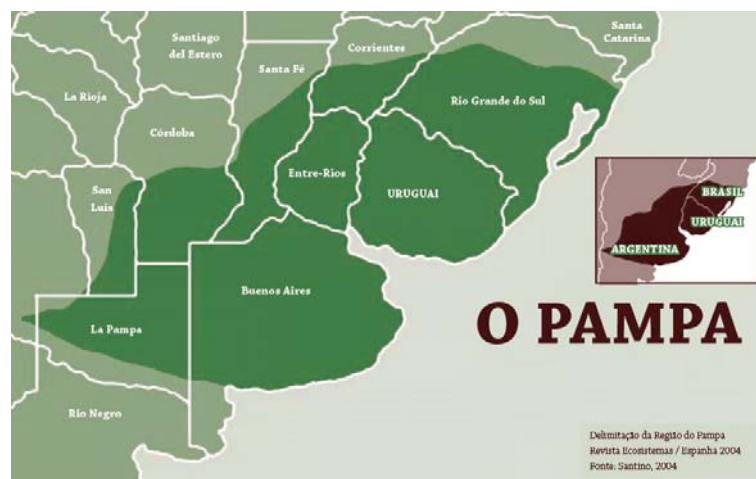 Santa
Catarina
Santiago
del Estero
Corrientes
Santa Fé
La Rioja
Rio Grande do Sul
Córdoba
Entre-Rios
San
Luis
URUGUAI
BRASIL
URUGUAI
ARGENTINA
Buenos Aires
La Pampa
O PAMPA
Rio Negro
Delimitação da Região do Pampa
Revista Ecosistemas / Espanha 2004
Fonte: Santino, 2004